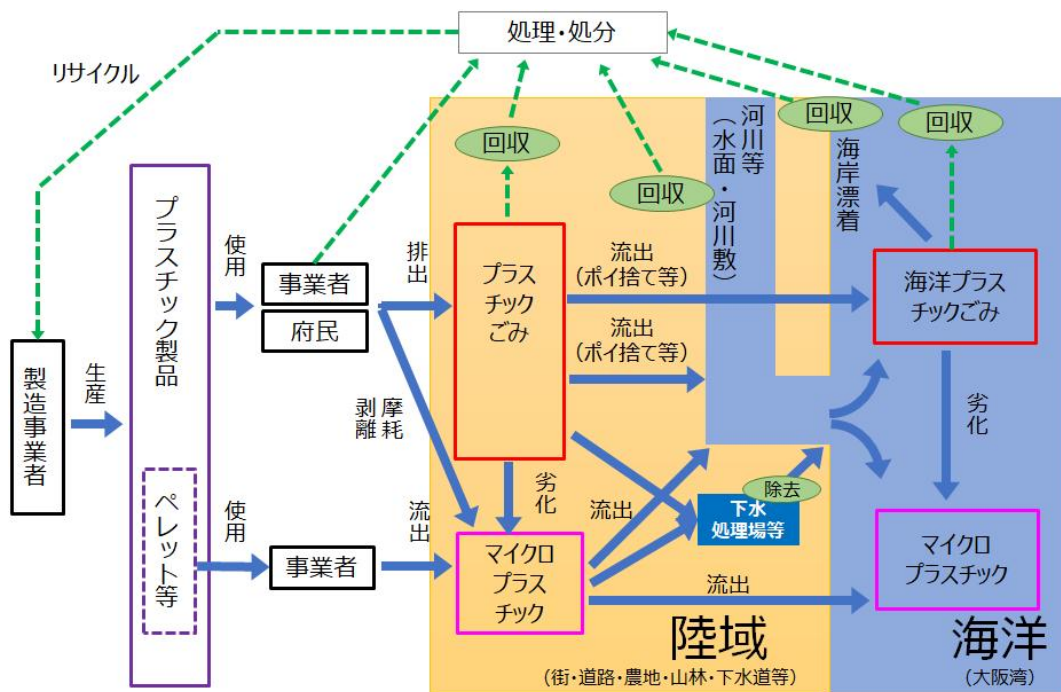 処理・処分
リサイクル
回収
回収
回収
回収
河川等
（水面・河川敷）
海岸漂着
プラスチック製品
使用
事業者
府民
排出
プラス
チック
ごみ
流出
（ポイ捨て等）
流出
（ポイ捨て等）
海洋プラス
チックごみ
製造事業者
生産
摩耗
剥離
劣化
劣化
ペレット等
使用
事業者
流出
マイクロ
プラス
チック
流出
除去
下水
処理場等
流出
マイクロ
プラスチック
陸域
（街・道路・農地・山林・下水道等）
海洋
（大阪湾）